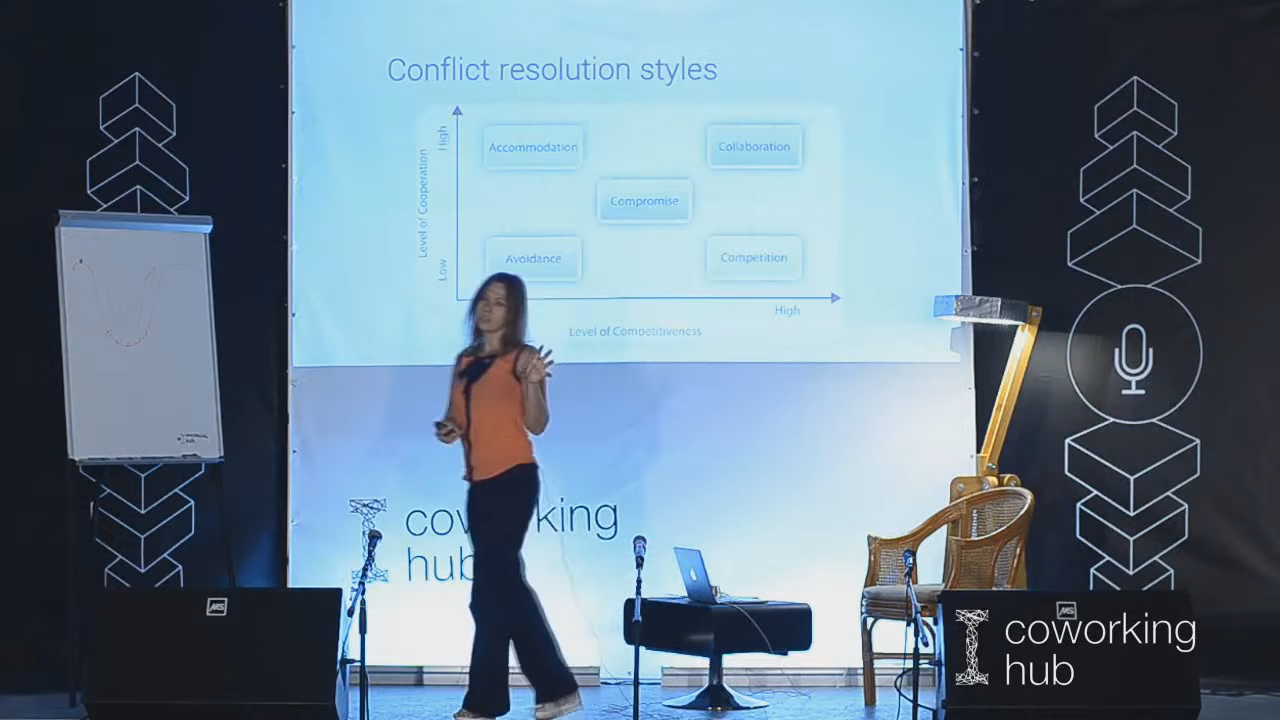 Conflict resolution styles
High
Accommodation
Collaboration
Level of Cooperation
Compromise
Avoidance
Competition
Low
High
Level of Competitiveness
hub
coworking
hub